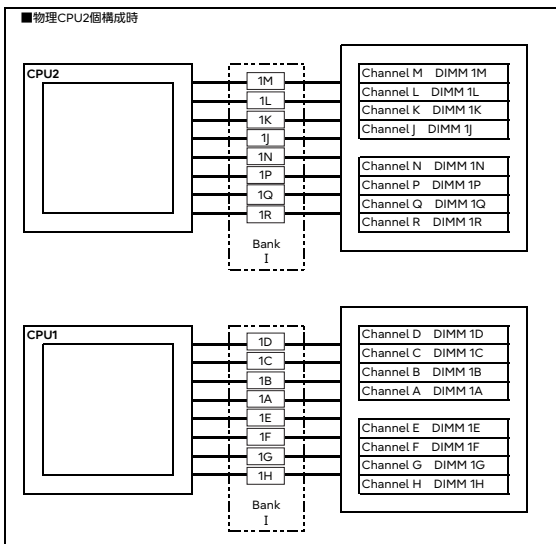 ■物理CPU2個構成時
CPU2
1M
1L
1K
1J
1N
1P
1Q
1R
Bank
I
Channel M DIMM 1M
Channel L DIMM 1L
Channel K DIMM 1K
Channel J DIMM 1J
Channel N DIMM 1N
Channel P DIMM 1P
Channel Q DIMM 1Q
Channel R DIMM 1R
CPU1
1D
1C
1B
1A
1E
1F
1G
1H
Bank
I
Channel D DIMM 1D
Channel C DIMM 1C
Channel B DIMM 1B
Channel A DIMM 1A
Channel E DIMM 1E
Channel F DIMM 1F
Channel G DIMM 1G
Channel H DIMM 1H